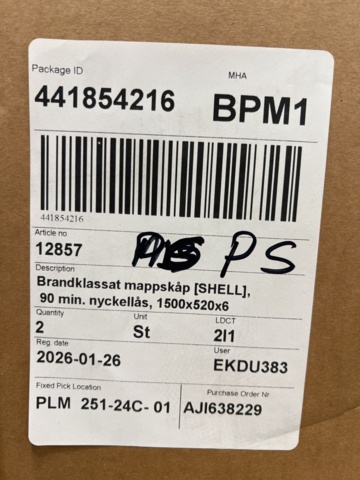 Package ID
MHA
441854216
BPM1
441854216
Article no
12857
PS
Description
Brandklassat mappskåp [SHELL],
90 min. nyckellås, 1500x520x6
Quantity
Unit
LDCT
2
St
2I1
Reg. date
User
2026-01-26
EKDU383
Fixed Pick Location
Purchase Order Nr
PLM 251-24C- 01
AJI638229